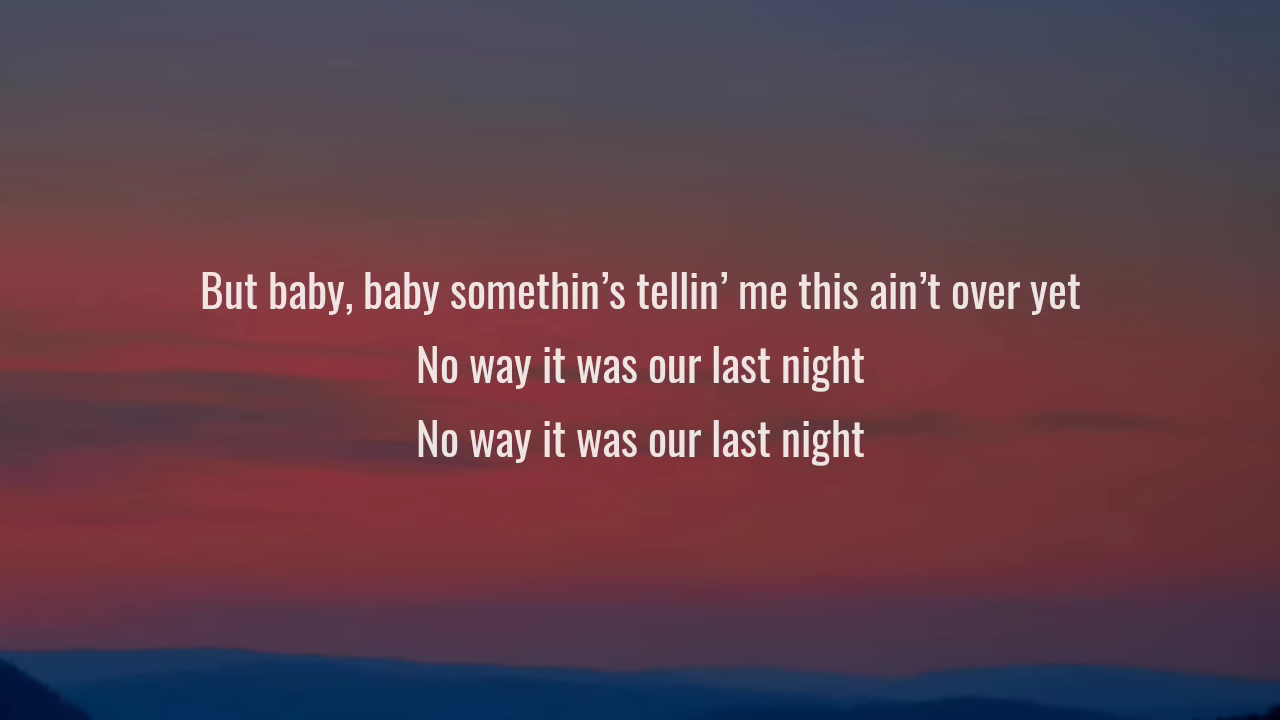 But baby, baby somethin’s tellin’ me this ain’t over yet
No way it was our last night
No way it was our last night